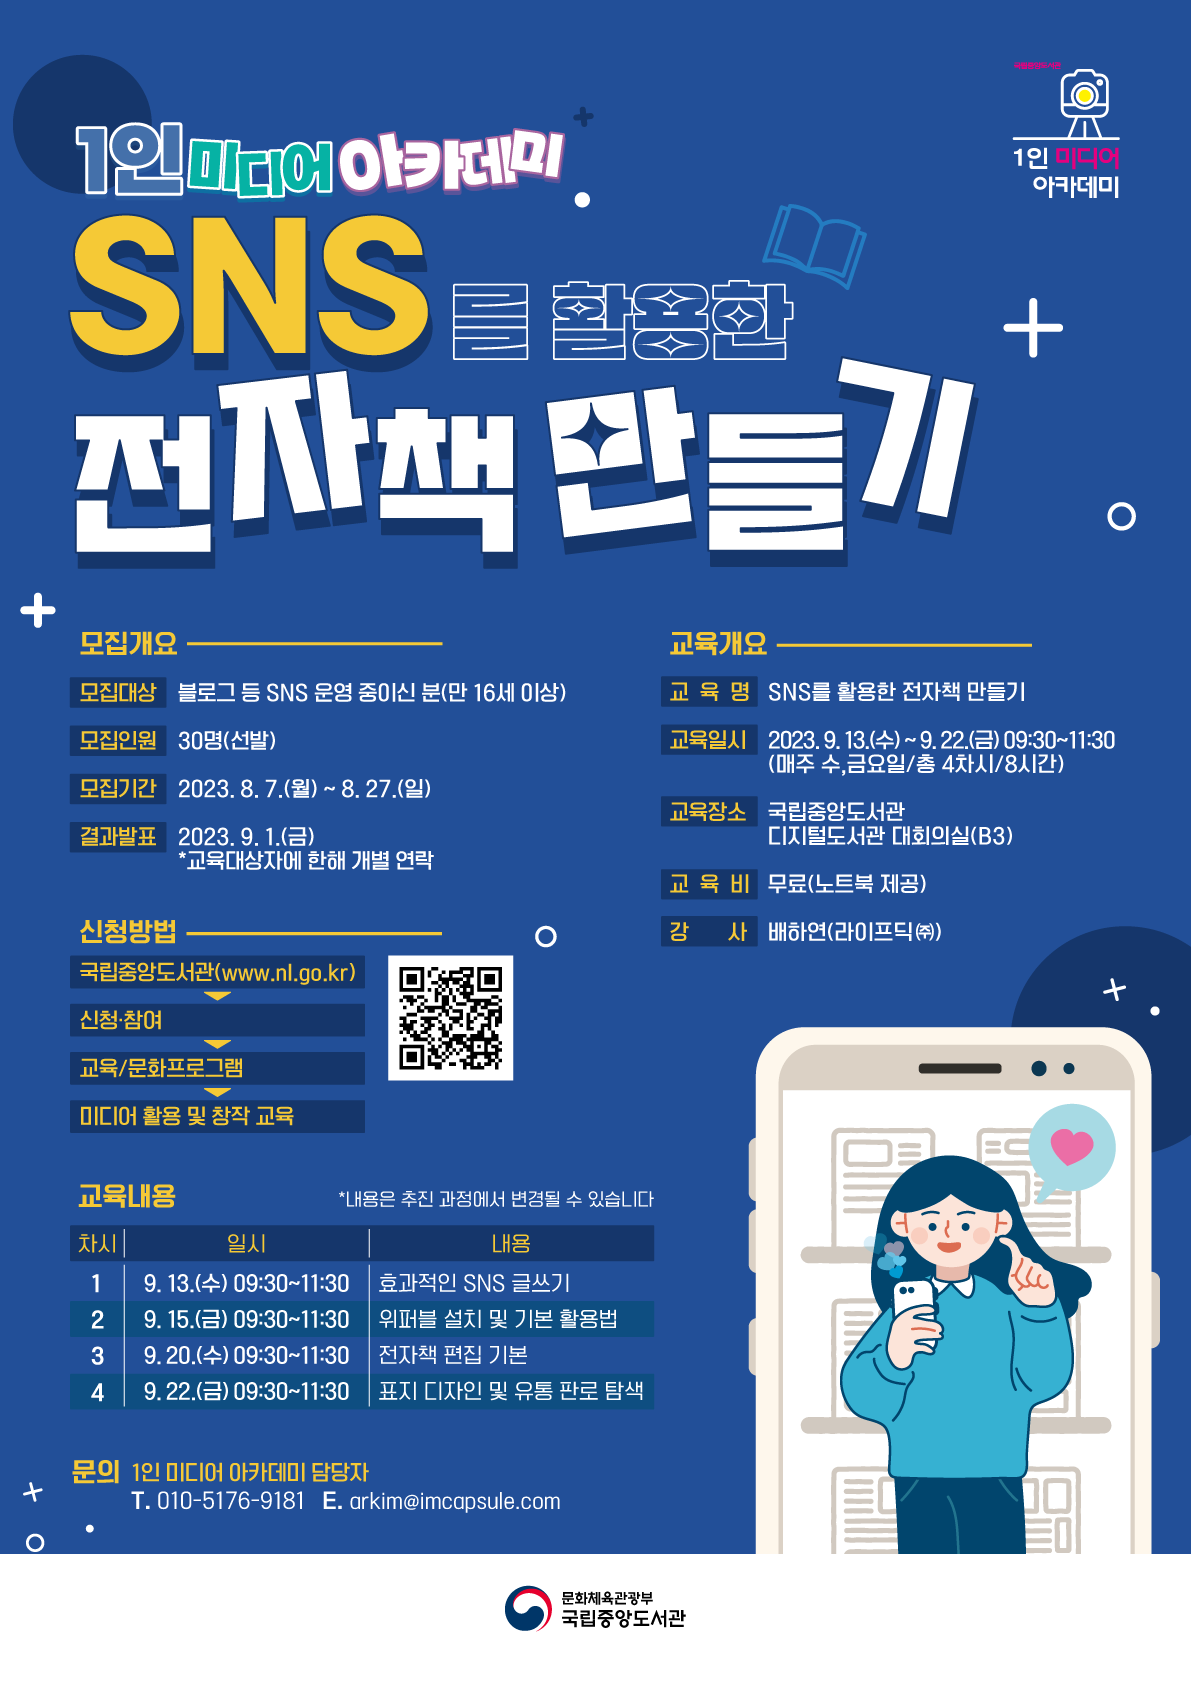 국립중앙도서관
1인 미디어
아카데미
1인 미디어 아카데미
SNS를 활용한
전자책 만들기
모집개요
모집대상 블로그 등 SNS 운영 중이신 분(만 16세 이상)
모집인원 30명(선발)
모집기간 2023. 8. 7.(월) ~ 8. 27.(일)
결과발표 2023. 9. 1.(금)
*교육대상자에 한해 개별 연락
신청방법
국립중앙도서관(www.nl.go.kr)
신청·참여
교육/문화프로그램
미디어 활용 및 창작 교육
교육개요
교 육 명 SNS를 활용한 전자책 만들기
교육일시 2023. 9. 13.(수) ~ 9. 22.(금) 09:30~11:30
(매주 수,금요일/총 4차시/8시간)
교육장소 국립중앙도서관
디지털도서관 대회의실(B3)
교 육 비 무료(노트북 제공)
강 사 배하연(라이프딕㈜)
교육내용 *내용은 추진 과정에서 변경될 수 있습니다
차시 일시 내용
1 9. 13.(수) 09:30~11:30 효과적인 SNS 글쓰기
2 9. 15.(금) 09:30~11:30 위퍼블 설치 및 기본 활용법
3 9. 20.(수) 09:30~11:30 전자책 편집 기본
4 9. 22.(금) 09:30~11:30 표지 디자인 및 유통 판로 탐색
문의 1인 미디어 아카데미 담당자
T. 010-5176-9181 E. arkim@imcapsule.com
문화체육관광부
국립중앙도서관